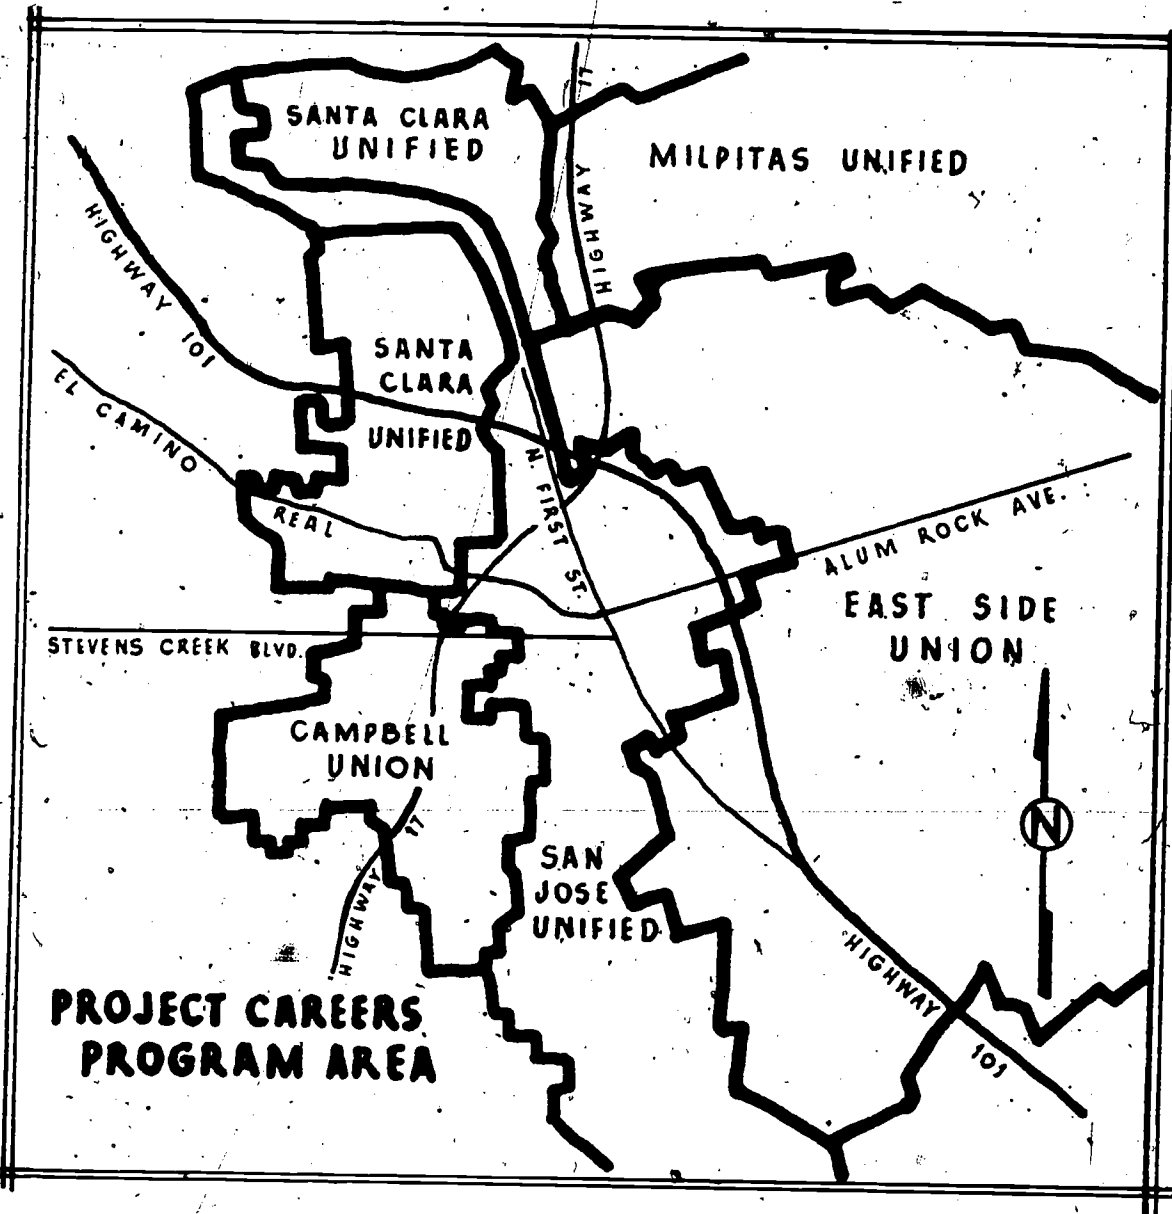 SANTA CLARA
UNIFIED
HIGHWAY 17
MILPITAS UNIFIED
HIGHWAY 101
SANTA
CLARA
UNIFIED
EL CAMINO
REAL
N. FIRST ST.
ALUM ROCK AVE.
EAST SIDE
UNION
STEVENS CREEK BLVD.
CAMPBELL
UNION
HIGHWAY 17
SAN
JOSE
UNIFIED
N
HIGHWAY 101
PROJECT CAREERS
PROGRAM AREA